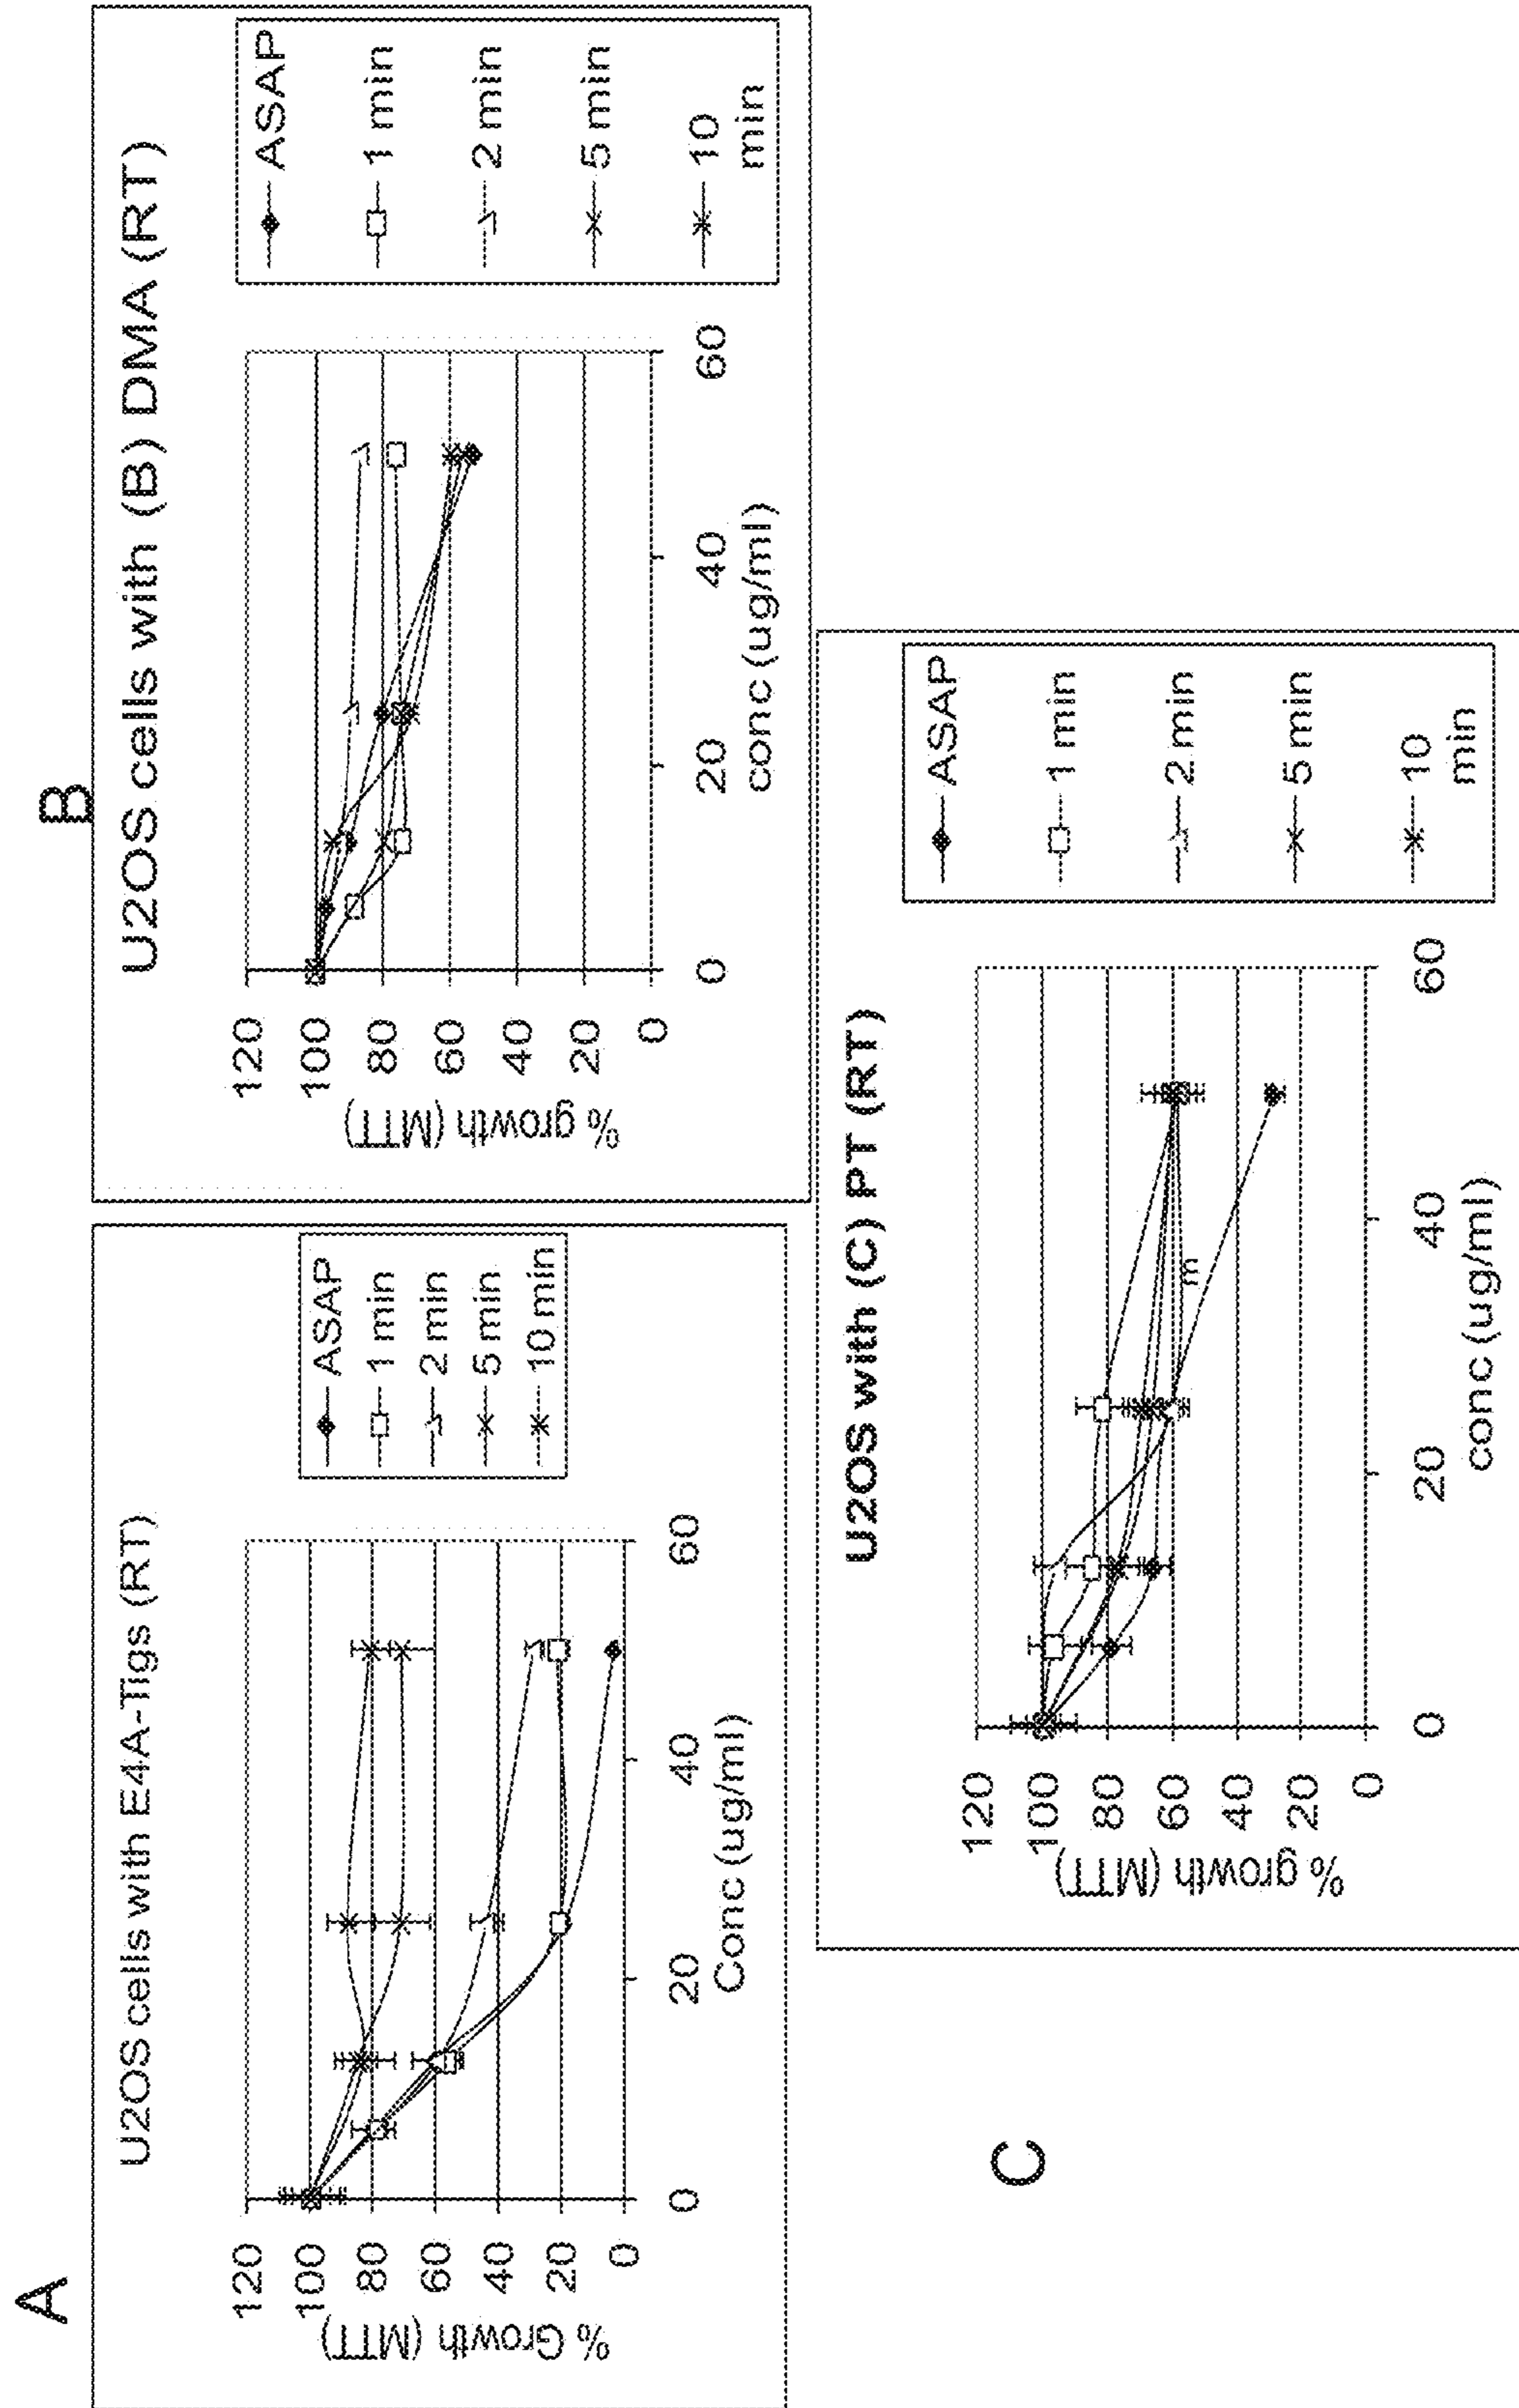 A
U2OS cells with E4A-Tigs (RT)
% Growth (MTT)
120
100
80
60
40
20
0
0
20
40
60
Conc (ug/ml)
ASAP
1 min
2 min
5 min
10 min
B
U2OS cells with (B) DMA (RT)
% growth (MTT)
120
100
80
60
40
20
0
0
20
40
60
conc (ug/ml)
ASAP
1 min
2 min
5 min
10
min
C
U2OS with (C) PT (RT)
% growth (MTT)
120
100
80
60
40
20
0
0
20
40
60
conc (ug/ml)
m
ASAP
1 min
2 min
5 min
10
min